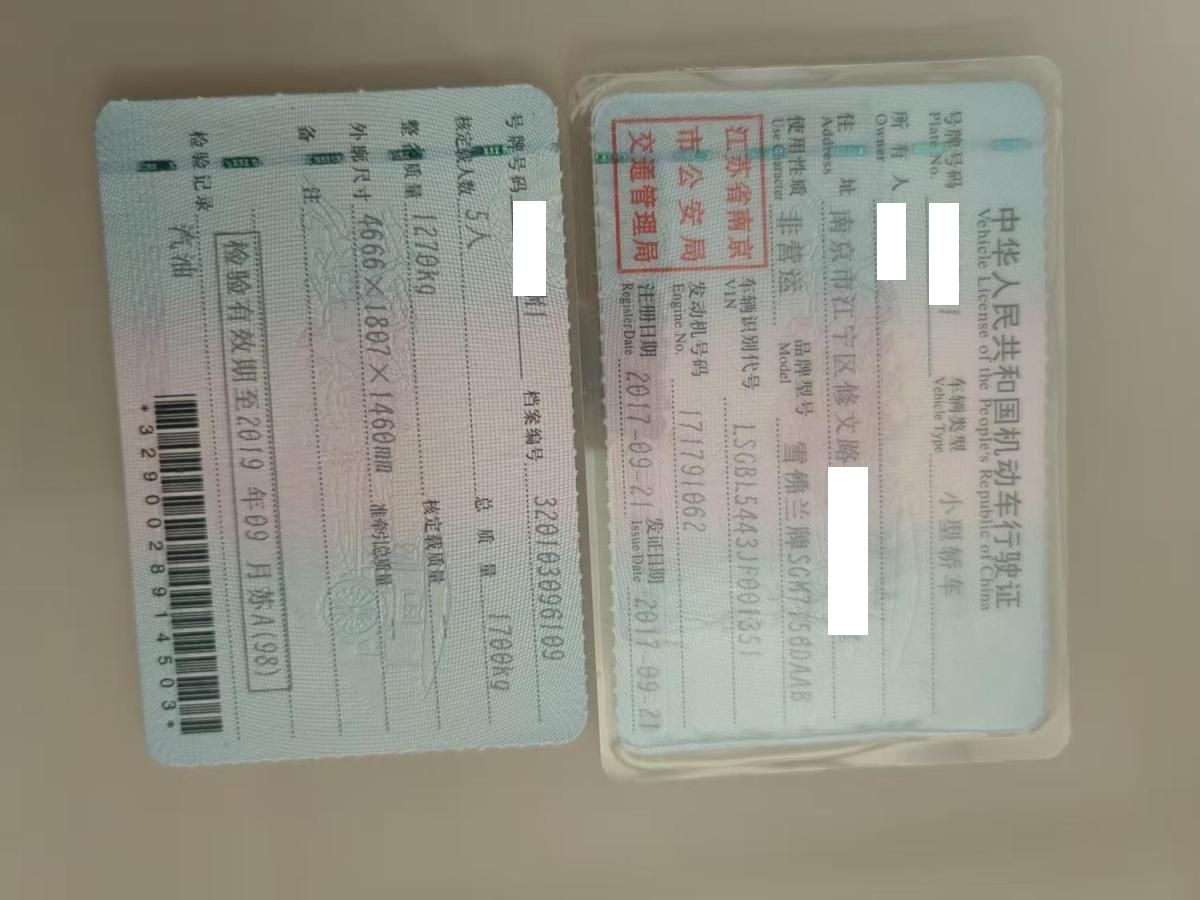 中华人民共和国机动车行驶证
Vehicle License of the People's Republic of China
号牌号码 车辆类型 小型轿车
Plate No. Vehicle Type
所有人
Owner
住址 南京市江宁区修文路
Address
使用性质 非营运 品牌型号 雪佛兰牌SGM7156DAAB
Use Character Model
江苏省南京
市公安局
交通管理局
车辆识别代号 LSGBL5443JF001351
VIN
发动机号码 171791062
Engine No.
注册日期 2017-09-21 发证日期 2017-09-21
Register Date Issue Date
号牌号码 档案编号 320103096109
核定载人数 5人 总质量 1700kg
整备质量 1270kg 核定载质量
外廓尺寸 4666×1807×1460mm 准牵引总质量
备注
检验有效期至2019年09月苏A(98)
检验记录 汽油
*3290028914503*